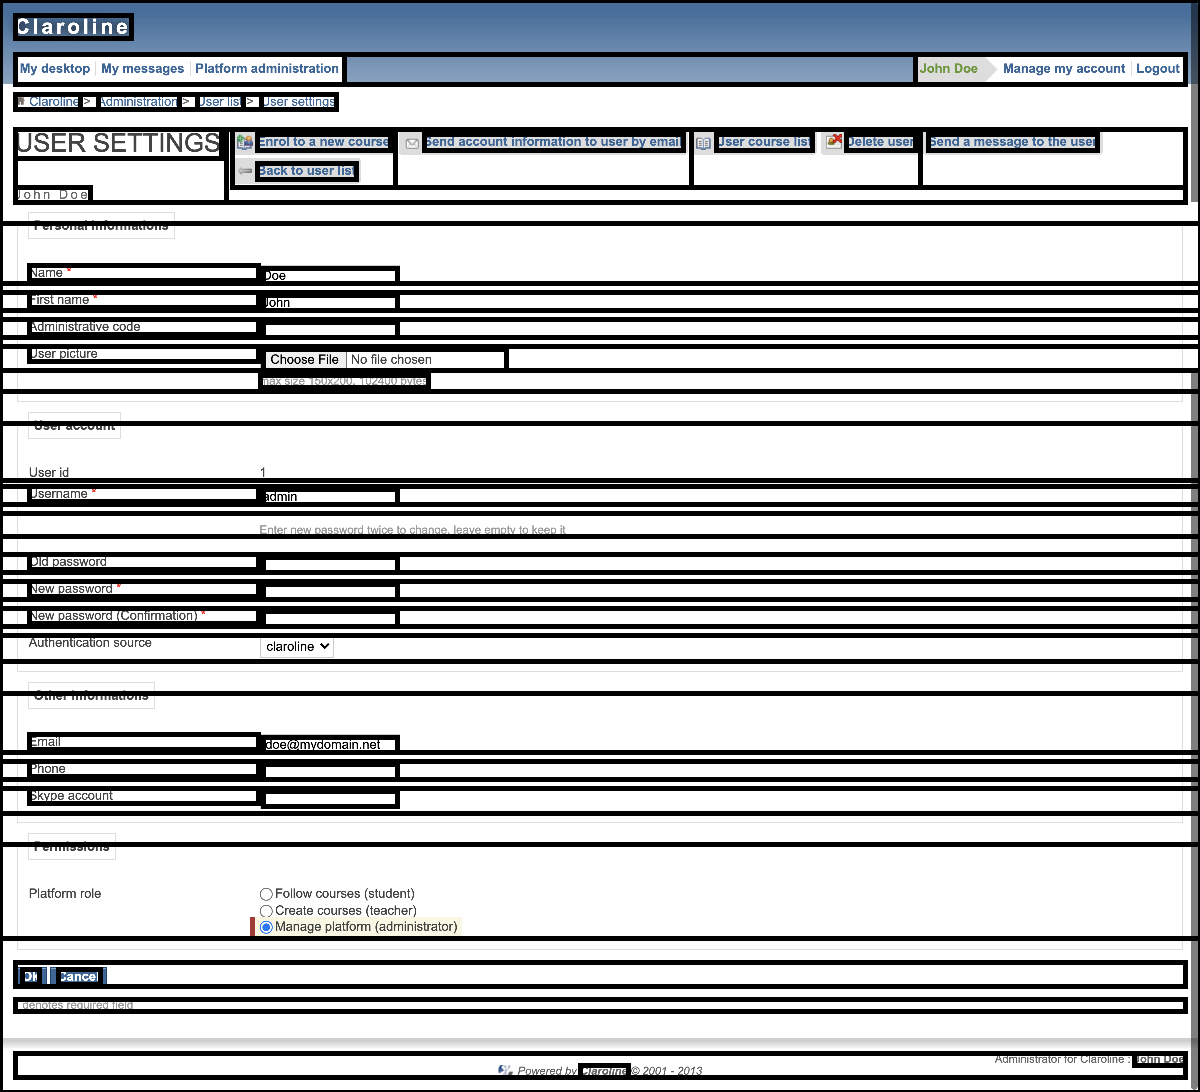 Claroline
My desktop My messages Platform administration John Doe Manage my account Logout
Claroline > Administration > User list > User settings
USER SETTINGS
Enrol to a new course Send account information to user by email User course list Delete user Send a message to the user
Back to user list
John Doe
Personal informations
Name * Doe
First name * John
Administrative code
User picture Choose File No file chosen
max size 150x200, 102400 bytes
User account
User id 1
Username * admin
Enter new password twice to change, leave empty to keep it
Old password
New password *
New password (Confirmation) *
Authentication source claroline
Other informations
Email doe@mydomain.net
Phone
Skype account
Permissions
Platform role Follow courses (student)
Create courses (teacher)
Manage platform (administrator)
Ok Cancel
denotes required field
Administrator for Claroline : John Doe
Powered by Claroline © 2001 - 2013